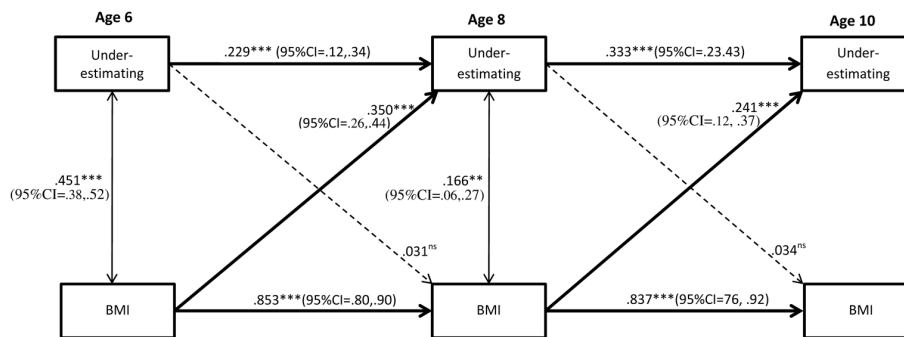 Age 6
Age 8
Age 10
Under-
estimating
.229*** (95%CI=.12,.34)
Under-
estimating
.333***(95%CI=.23.43)
Under-
estimating
.350***
(95%CI=.26,.44)
.241***
(95%CI=.12, .37)
.451***
(95%CI=.38,.52)
.166**
(95%CI=.06,.27)
.031ns
.034ns
BMI
.853***(95%CI=.80,.90)
BMI
.837***(95%CI=76, .92)
BMI